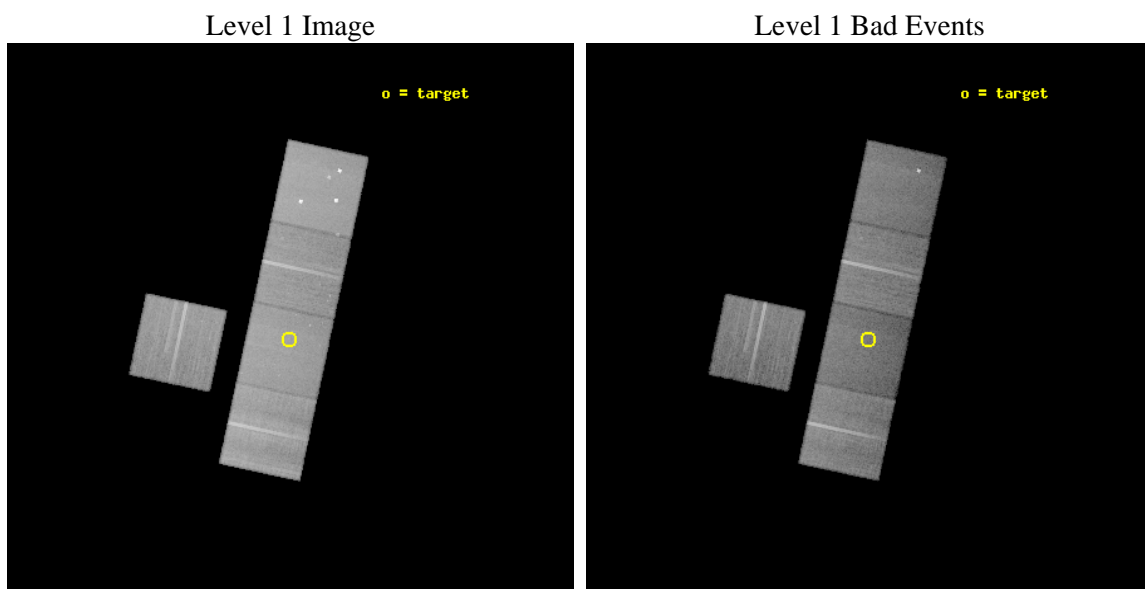 Level 1 Image
Level 1 Bad Events
o = target
o = target